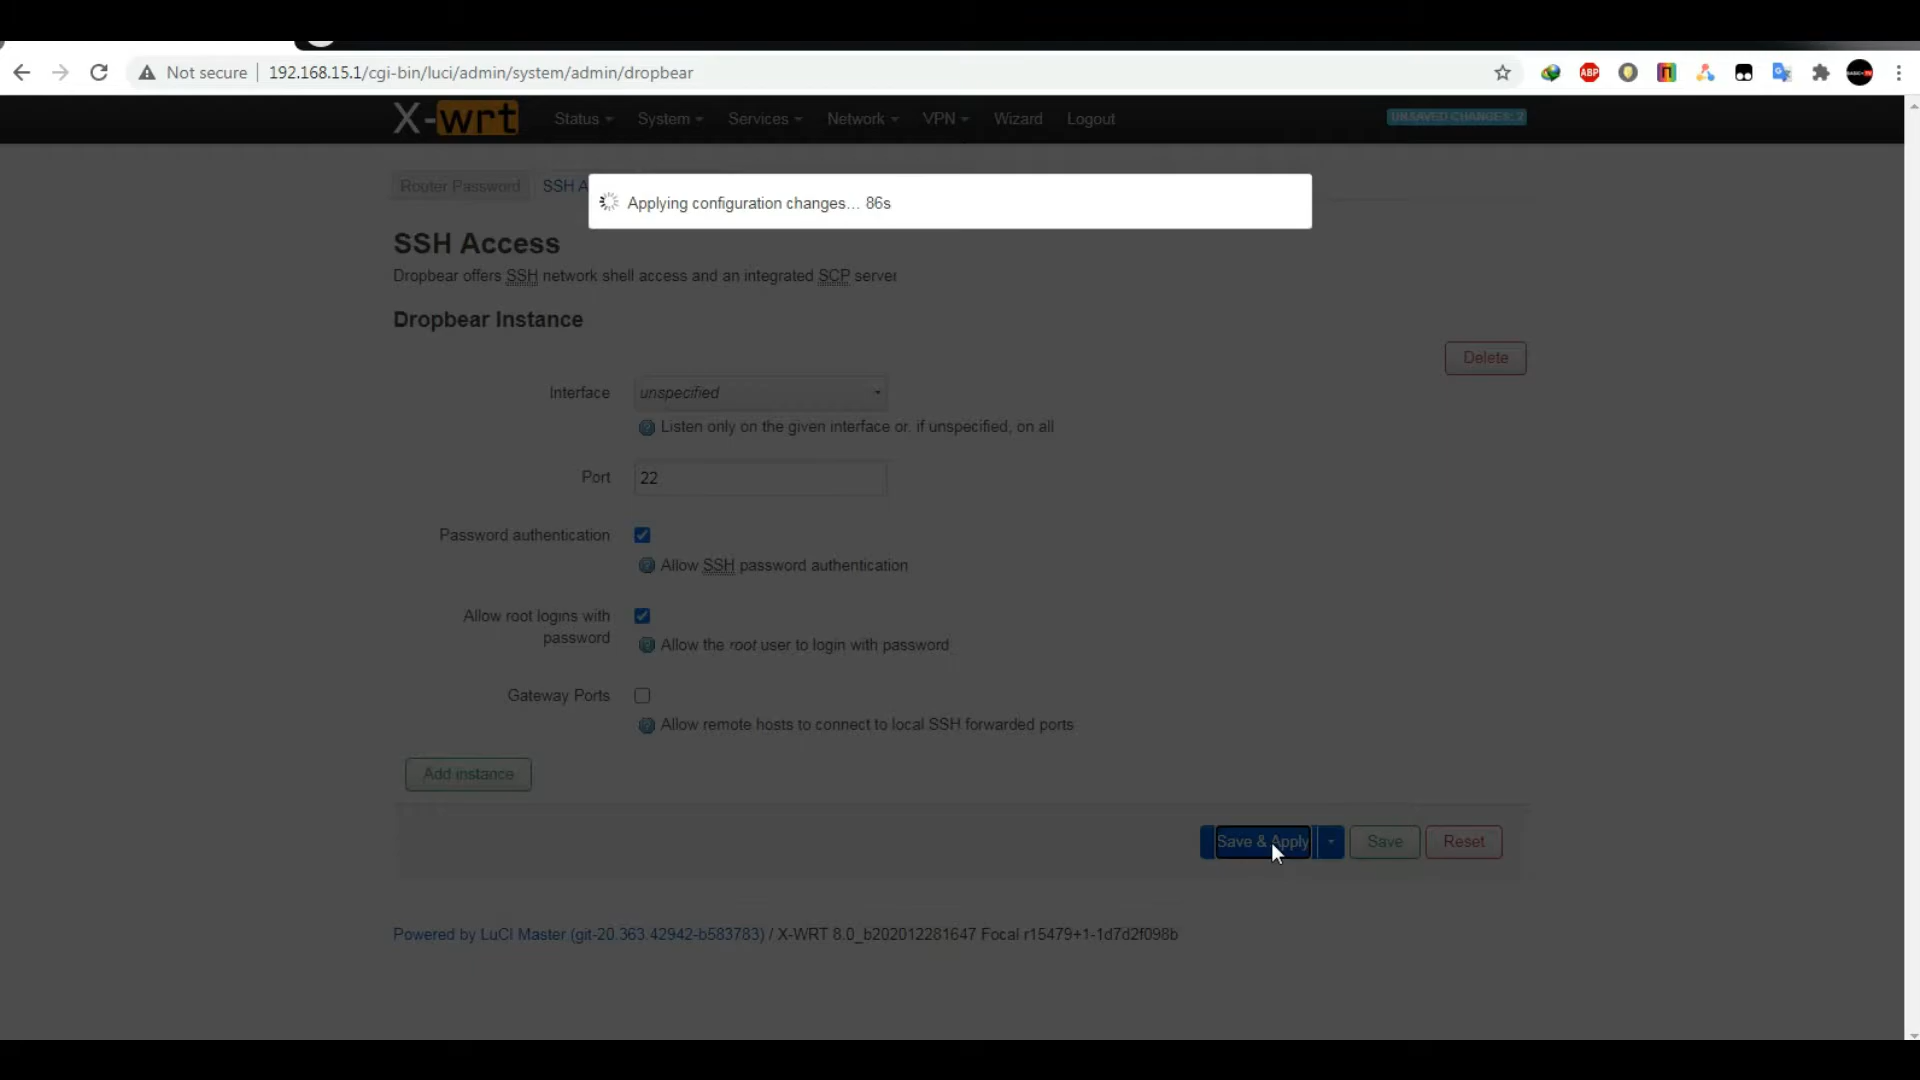 Not secure
192.168.15.1/cgi-bin/luci/admin/system/admin/dropbear
ABP
X-wrt
Status
System
Services
Network
VPN
Wizard
Logout
UNSAVED CHANGES: 2
Router Password
SSH A
Applying configuration changes... 86s
SSH Access
Dropbear offers SSH network shell access and an integrated SCP server
Dropbear Instance
Delete
Interface
unspecified
Listen only on the given interface or, if unspecified, on all
Port
22
Password authentication
Allow SSH password authentication
Allow root logins with
password
Allow the root user to login with password
Gateway Ports
Allow remote hosts to connect to local SSH forwarded ports
Add instance
Save & Apply
Save
Reset
Powered by LuCI Master (git-20.363.42942-b583783) / X-WRT 8.0_b202012281647 Focal r15479+1-1d7d2f098b